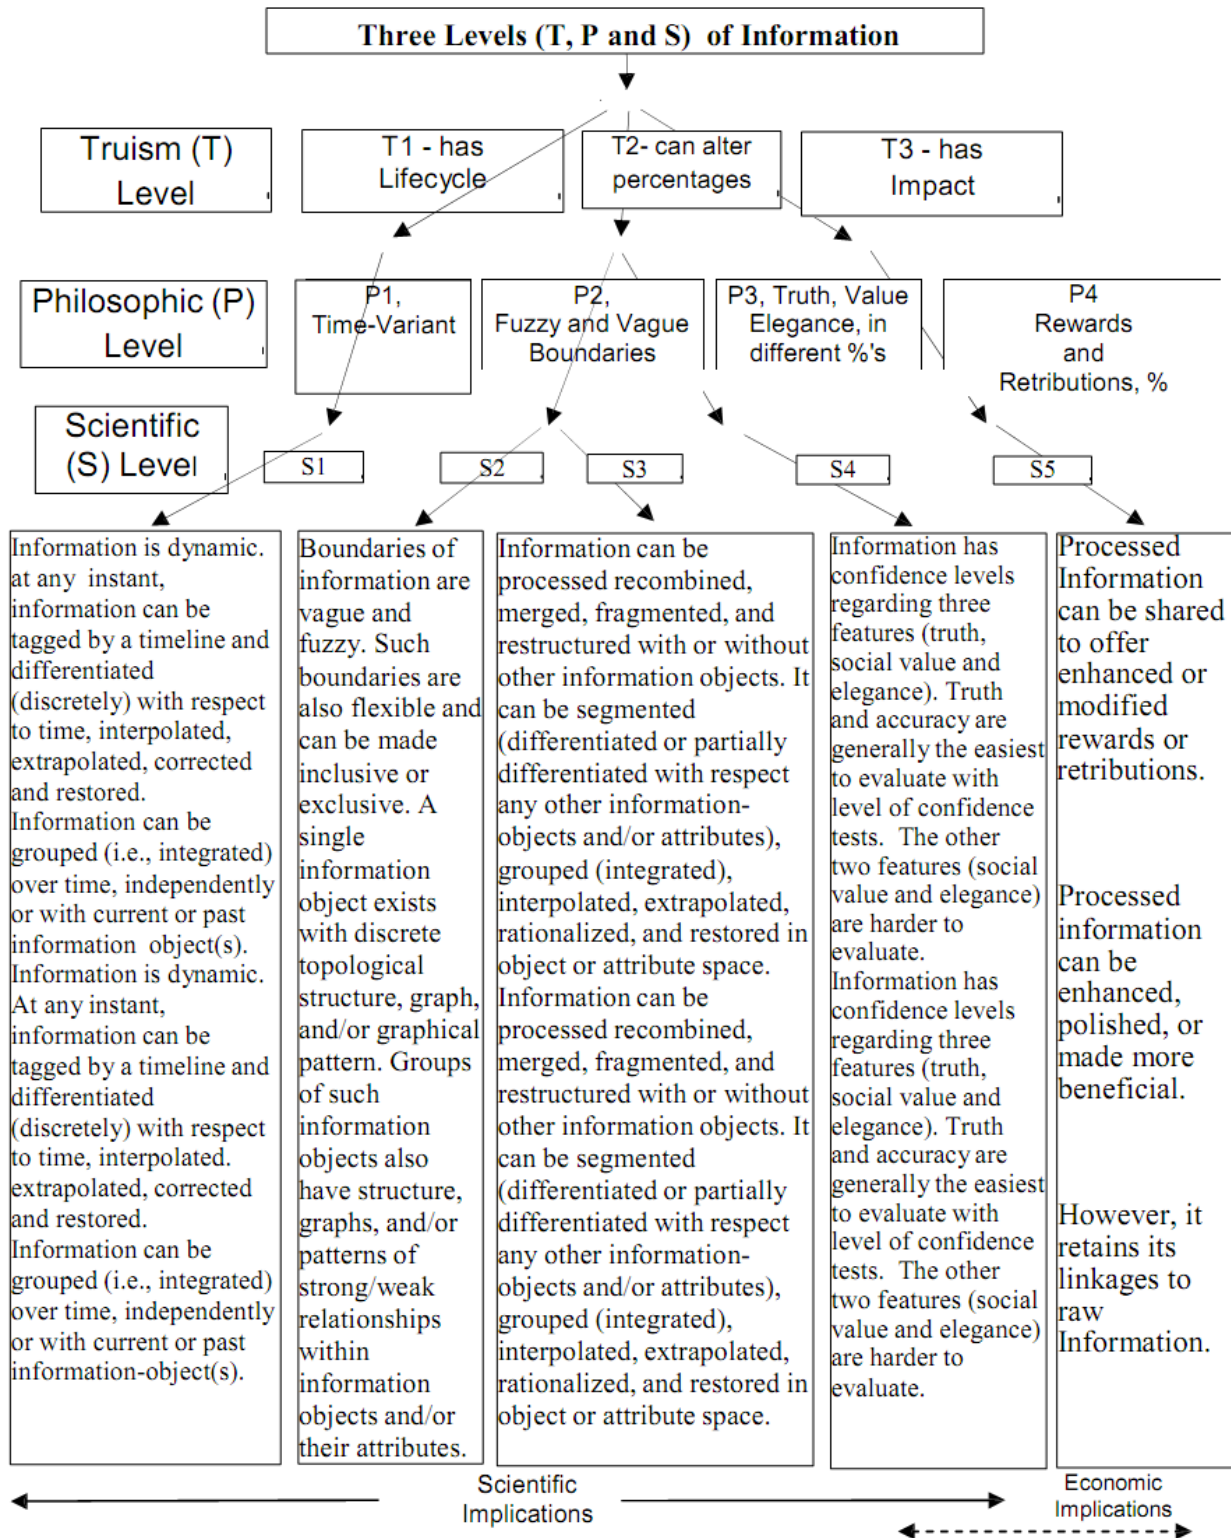 Three Levels (T, P and S) of Information
Truism (T)
Level
T1 - has
Lifecycle
T2- can alter
percentages
T3 - has
Impact
Philosophic (P)
Level
P1,
Time-Variant
P2,
Fuzzy and Vague
Boundaries
P3, Truth, Value
Elegance, in
different %'s
P4
Rewards
and
Retributions, %
Scientific
(S) Level
S1
S2
S3
S4
S5
Information is dynamic.
at any instant,
information can be
tagged by a timeline and
differentiated
(discretely) with respect
to time, interpolated,
extrapolated, corrected
and restored.
Information can be
grouped (i.e., integrated)
over time, independently
or with current or past
information object(s).
Information is dynamic.
At any instant,
information can be
tagged by a timeline and
differentiated
(discretely) with respect
to time, interpolated.
extrapolated, corrected
and restored.
Information can be
grouped (i.e., integrated)
over time, independently
or with current or past
information-object(s).
Boundaries of
information are
vague and
fuzzy. Such
boundaries are
also flexible and
can be made
inclusive or
exclusive. A
single
information
object exists
with discrete
topological
structure, graph,
and/or graphical
pattern. Groups
of such
information
objects also
have structure,
graphs, and/or
patterns of
strong/weak
relationships
within
information
objects and/or
their attributes.
Information can be
processed recombined,
merged, fragmented, and
restructured with or without
other information objects. It
can be segmented
(differentiated or partially
differentiated with respect
any other information-
objects and/or attributes),
grouped (integrated),
interpolated, extrapolated,
rationalized, and restored in
object or attribute space.
Information can be
processed recombined,
merged, fragmented, and
restructured with or without
other information objects. It
can be segmented
(differentiated or partially
differentiated with respect
any other information-
objects and/or attributes),
grouped (integrated),
interpolated, extrapolated,
rationalized, and restored in
object or attribute space.
Information has
confidence levels
regarding three
features (truth,
social value and
elegance). Truth
and accuracy are
generally the easiest
to evaluate with
level of confidence
tests. The other
two features (social
value and elegance)
are harder to
evaluate.
Information has
confidence levels
regarding three
features (truth,
social value and
elegance). Truth
and accuracy are
generally the easiest
to evaluate with
level of confidence
tests. The other
two features (social
value and elegance)
are harder to
evaluate.
Processed
Information
can be shared
to offer
enhanced or
modified
rewards or
retributions.
Processed
information
can be
enhanced,
polished, or
made more
beneficial.
However, it
retains its
linkages to
raw
Information.
Scientific
Implications
Economic
Implications